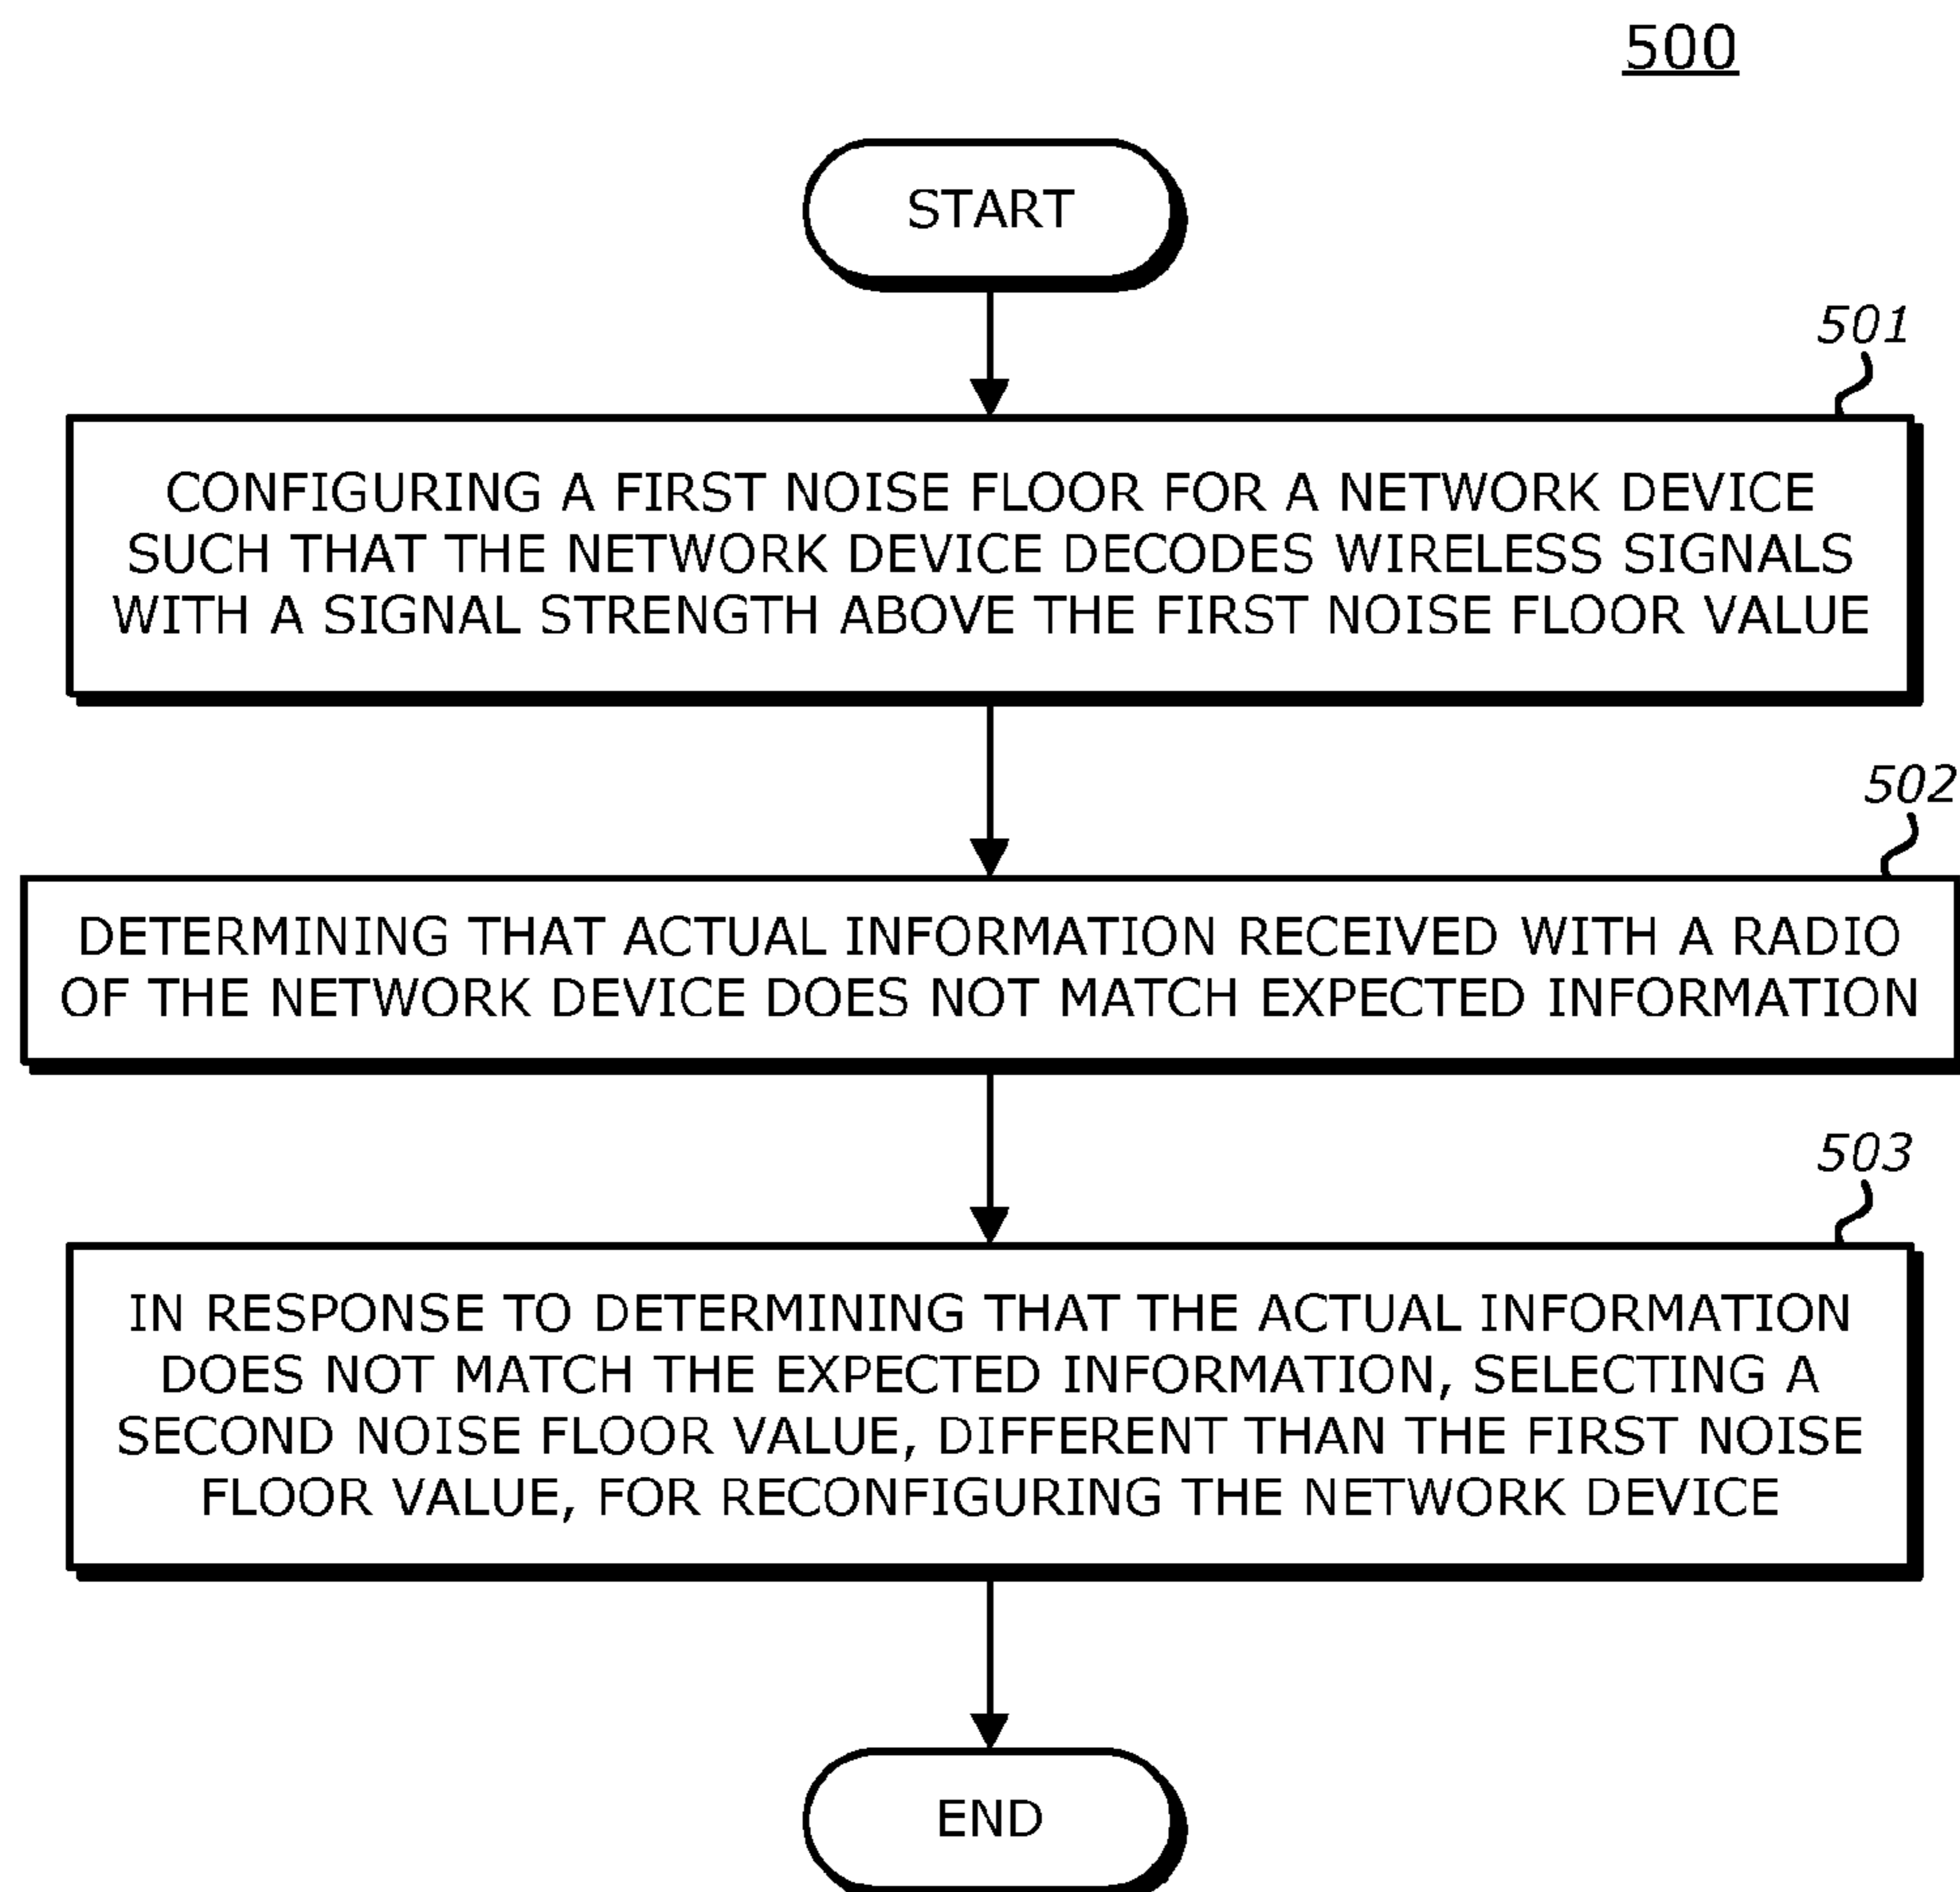 500
START
501
CONFIGURING A FIRST NOISE FLOOR FOR A NETWORK DEVICE
SUCH THAT THE NETWORK DEVICE DECODES WIRELESS SIGNALS
WITH A SIGNAL STRENGTH ABOVE THE FIRST NOISE FLOOR VALUE
502
DETERMINING THAT ACTUAL INFORMATION RECEIVED WITH A RADIO
OF THE NETWORK DEVICE DOES NOT MATCH EXPECTED INFORMATION
503
IN RESPONSE TO DETERMINING THAT THE ACTUAL INFORMATION
DOES NOT MATCH THE EXPECTED INFORMATION, SELECTING A
SECOND NOISE FLOOR VALUE, DIFFERENT THAN THE FIRST NOISE
FLOOR VALUE, FOR RECONFIGURING THE NETWORK DEVICE
END